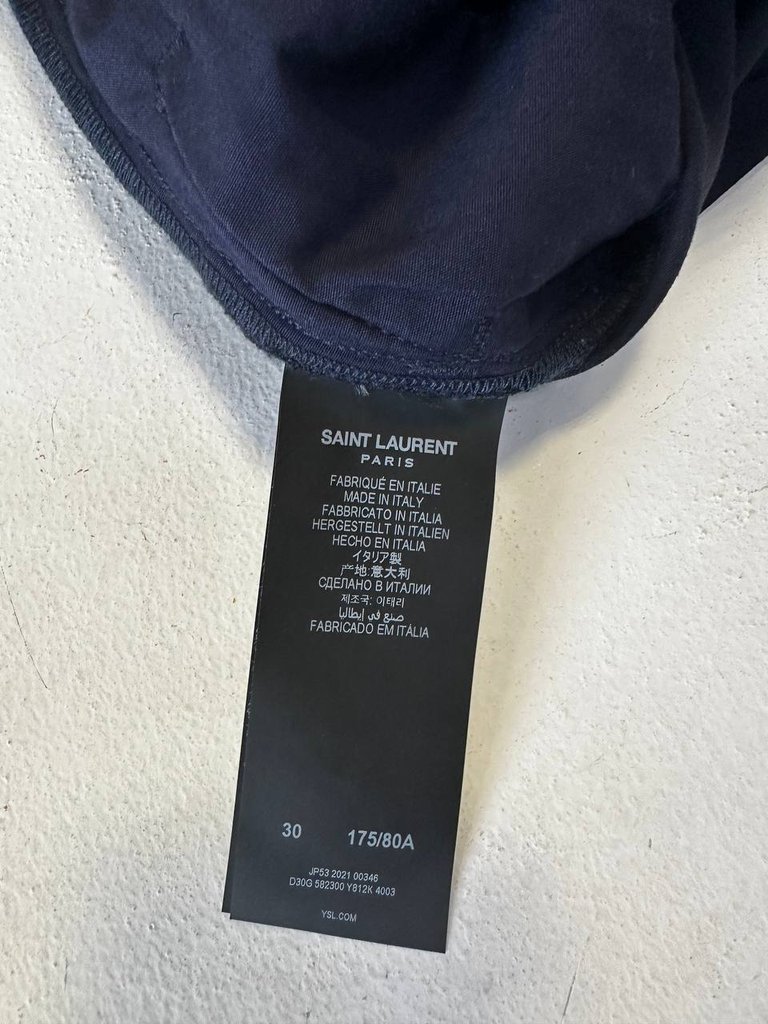 SAINT LAURENT
PARIS
FABRIQUÉ EN ITALIE
MADE IN ITALY
FABBRICATO IN ITALIA
HERGESTELLT IN ITALIEN
HECHO EN ITALIA
イタリア製
产地:意大利
СДЕЛАНО В ИТАЛИИ
제조국: 이태리
صنع في إيطاليا
FABRICADO EM ITÁLIA
30 175/80A
JP53 2021 00346
D30G 582300 Y812K 4003
YSL.COM